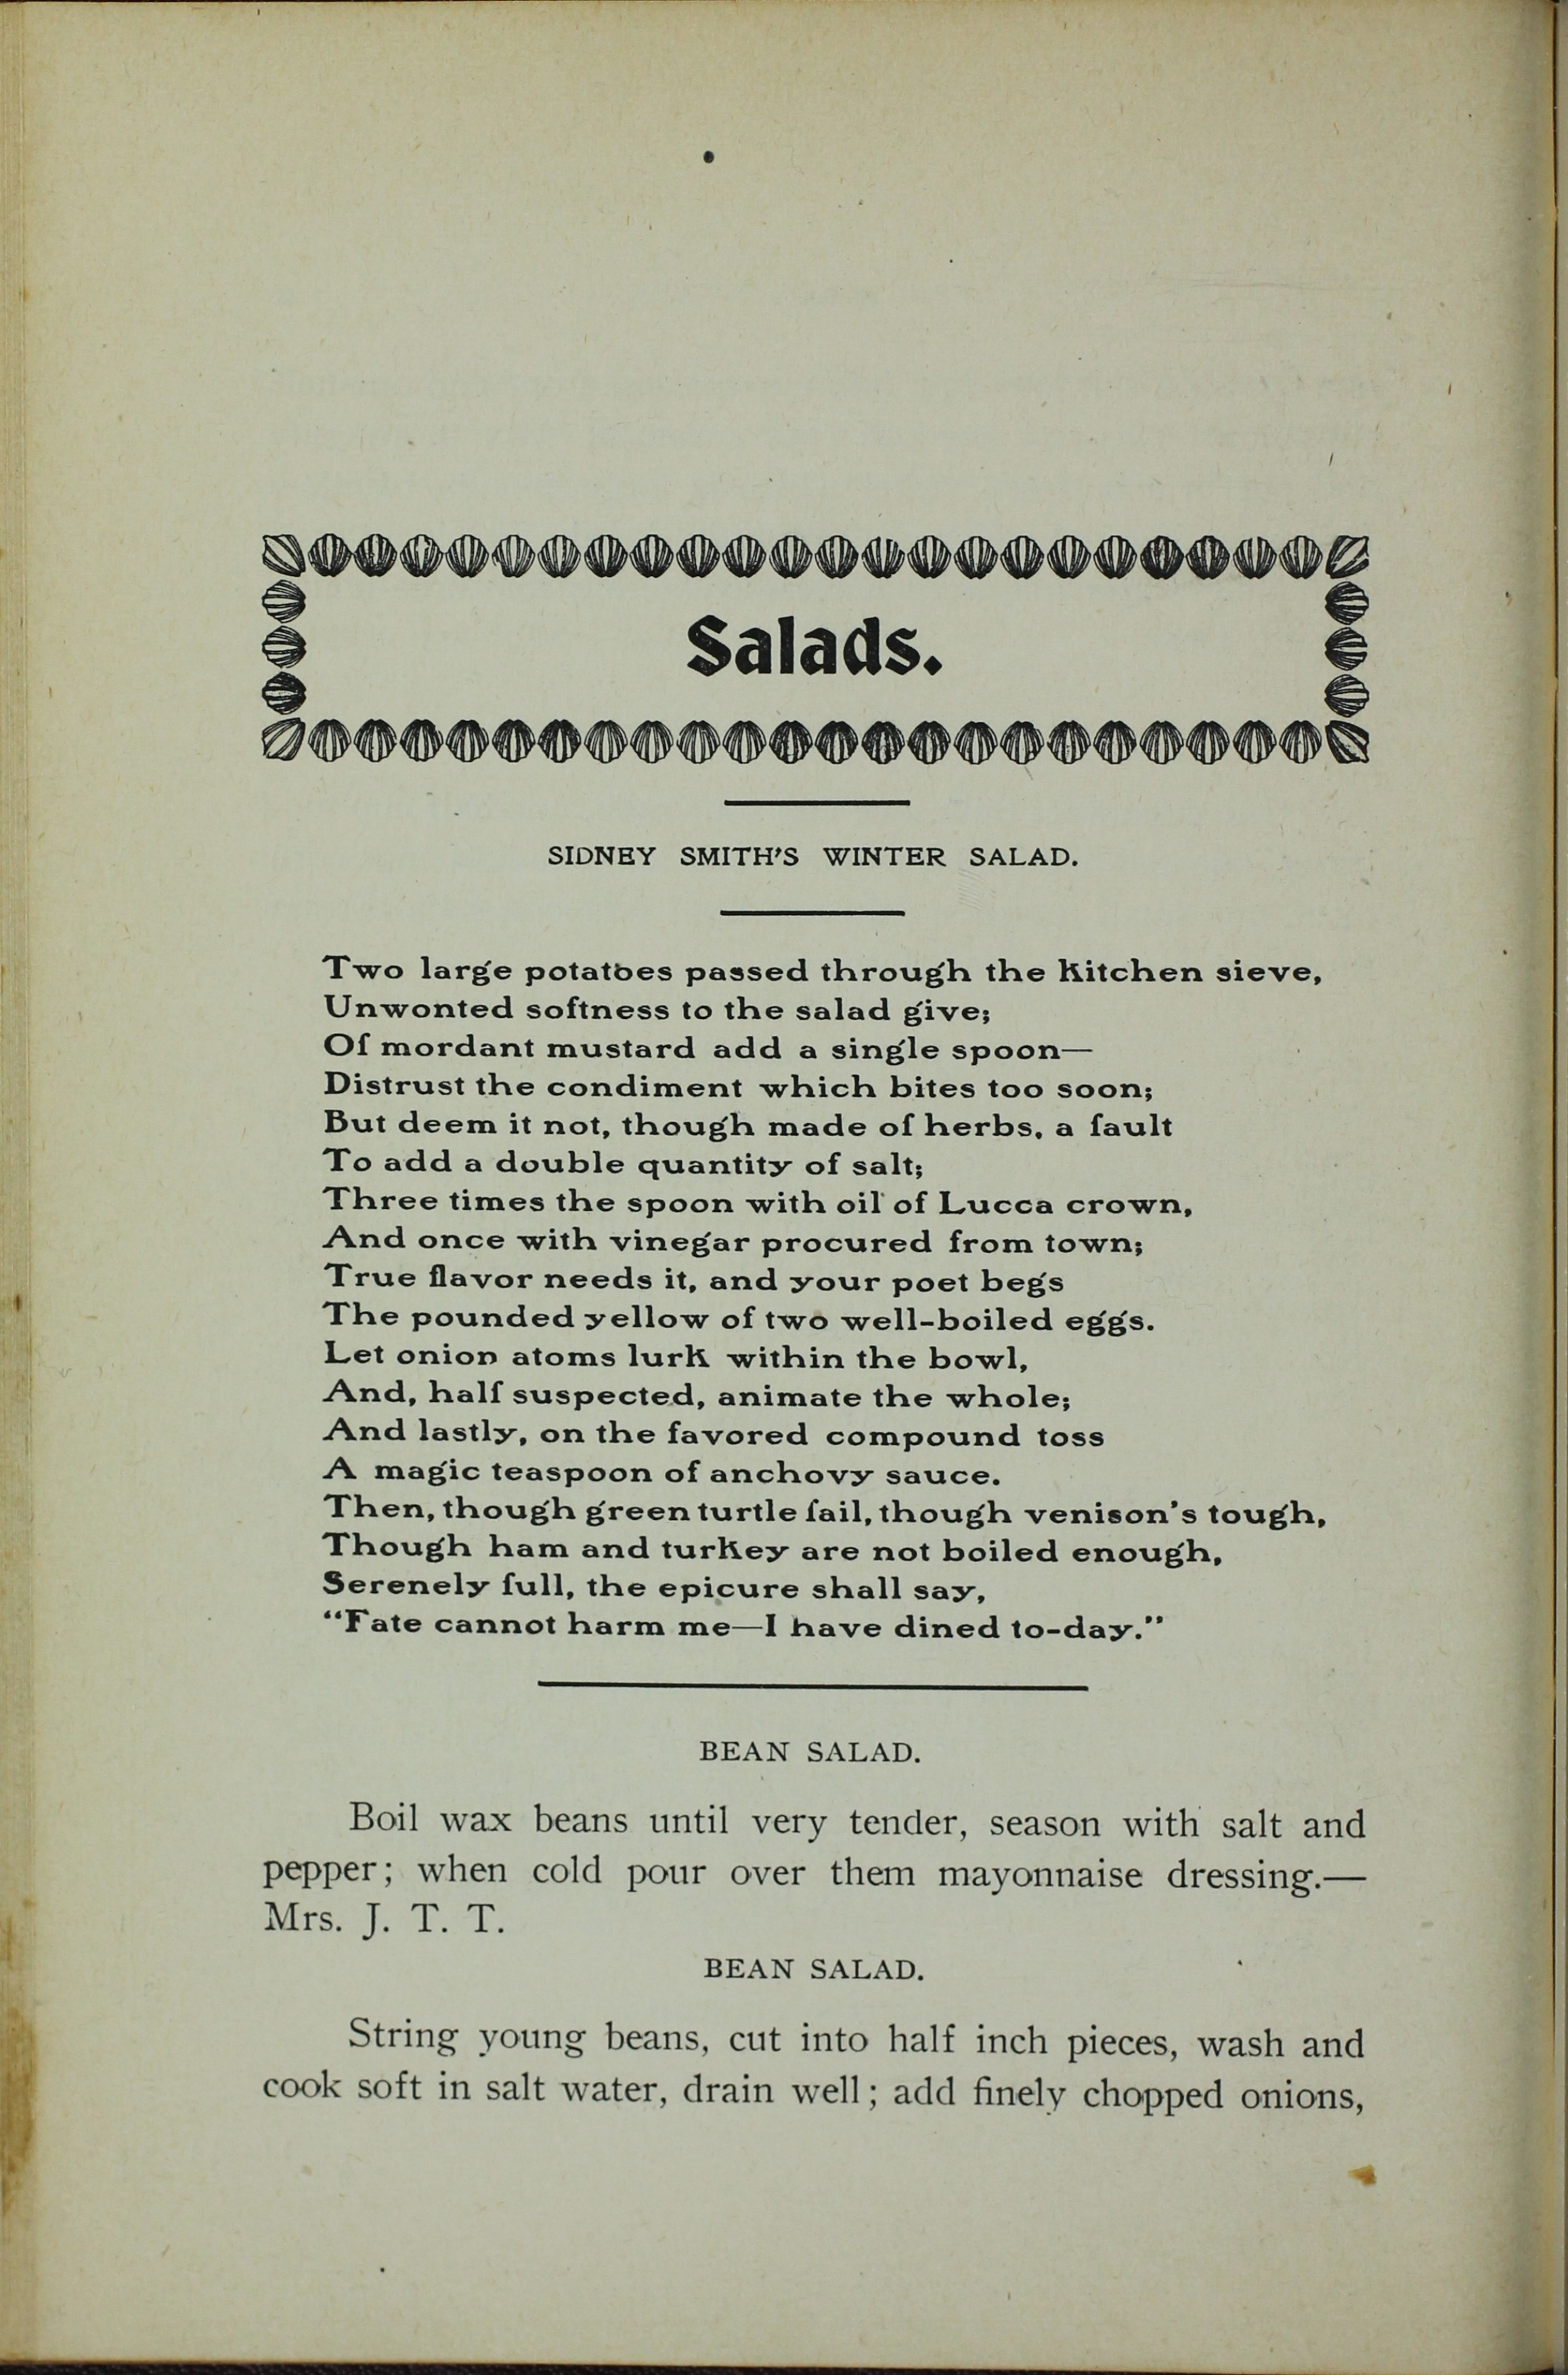 Salads.
SIDNEY SMITH'S WINTER SALAD.
Two large potatoes passed through the kitchen sieve,
Unwonted softness to the salad give;
Of mordant mustard add a single spoon—
Distrust the condiment which bites too soon;
But deem it not, though made of herbs, a fault
To add a double quantity of salt;
Three times the spoon with oil of Lucca crown,
And once with vinegar procured from town;
True flavor needs it, and your poet begs
The pounded yellow of two well-boiled eggs.
Let onion atoms lurk within the bowl,
And, half suspected, animate the whole;
And lastly, on the favored compound toss
A magic teaspoon of anchovy sauce.
Then, though green turtle fail, though venison's tough,
Though ham and turkey are not boiled enough,
Serenely full, the epicure shall say,
"Fate cannot harm me—I have dined to-day."
BEAN SALAD.
Boil wax beans until very tender, season with salt and
pepper; when cold pour over them mayonnaise dressing.—
Mrs. J. T. T.
BEAN SALAD.
String young beans, cut into half inch pieces, wash and
cook soft in salt water, drain well; add finely chopped onions,